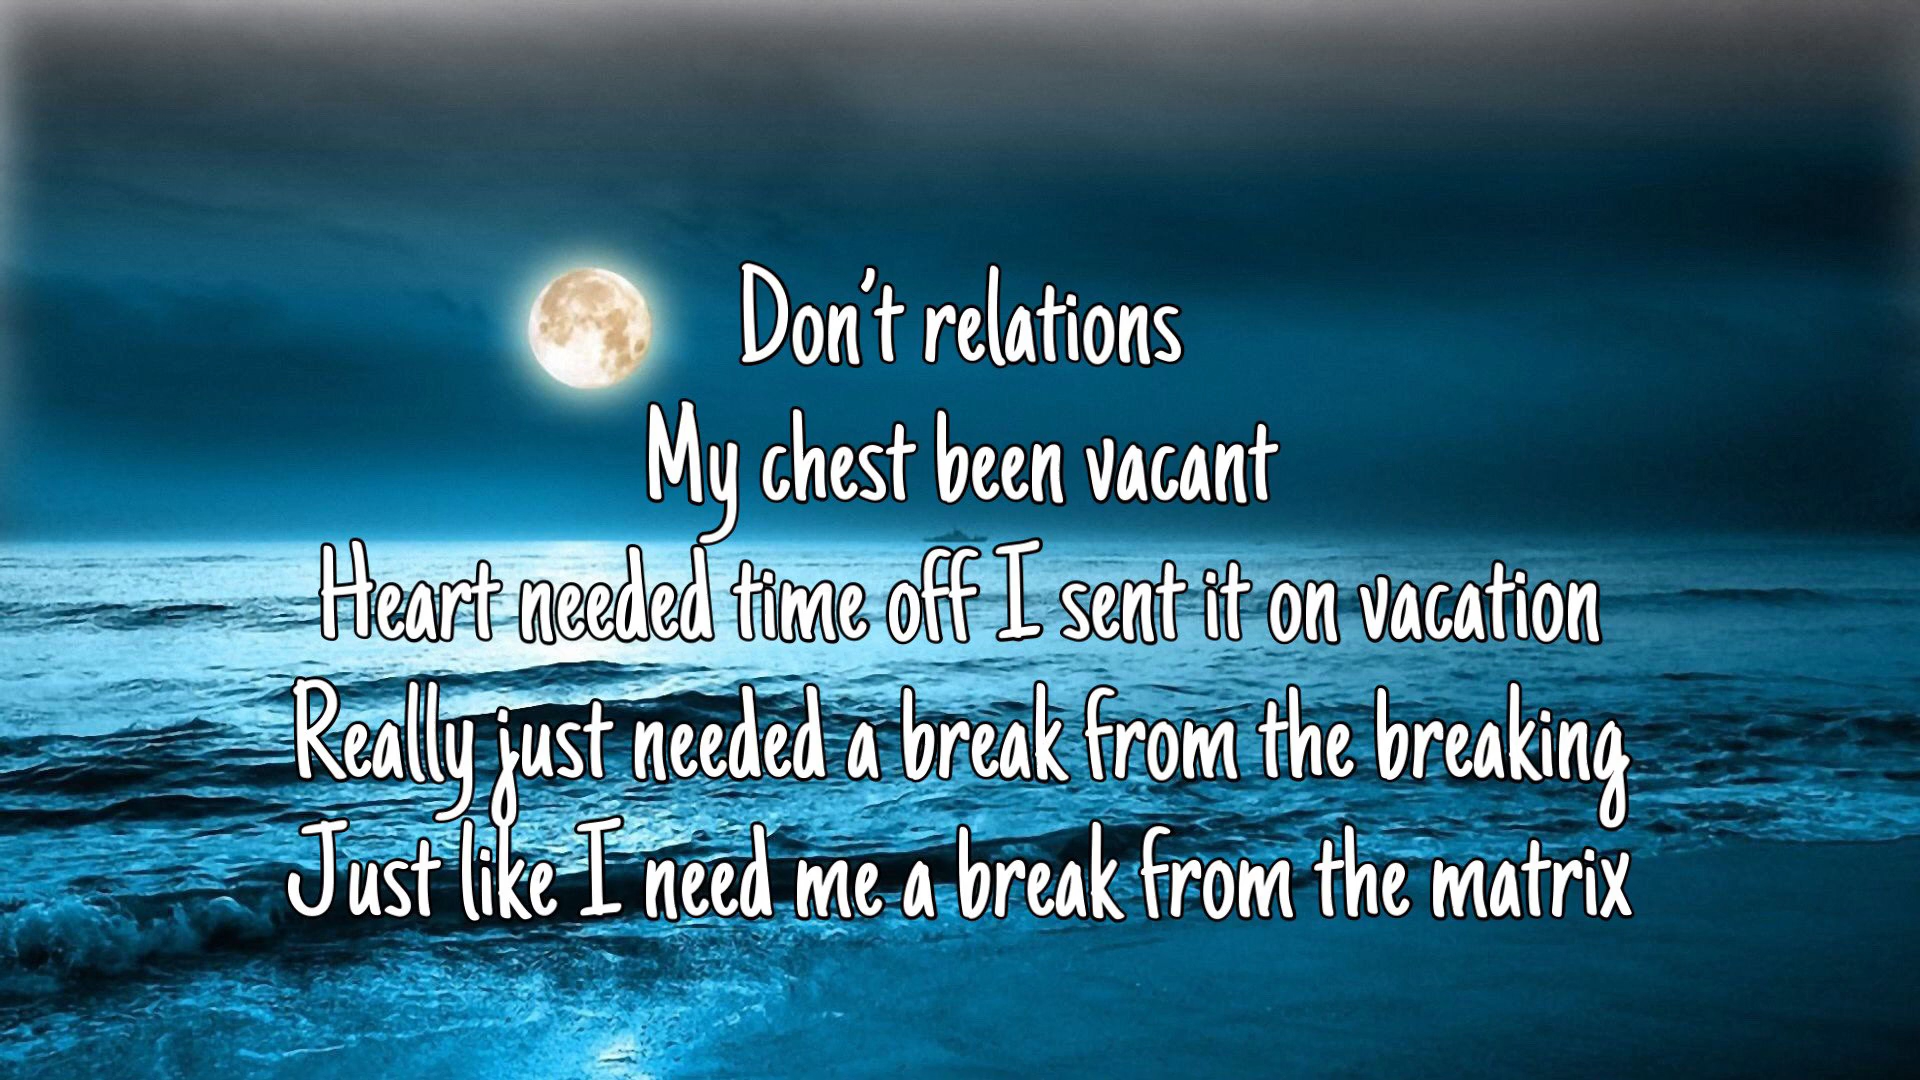 Don't relations
My chest been vacant
Heart needed time off I sent it on vacation
Really just needed a break from the breaking
Just like I need me a break from the matrix